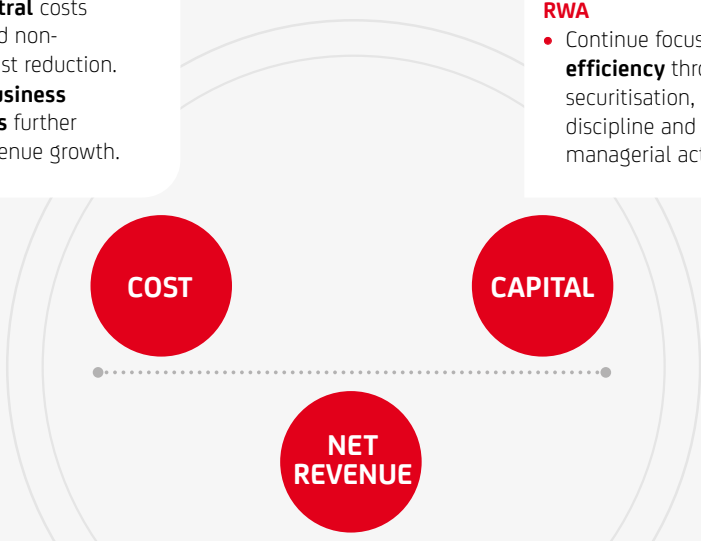 tral costs
d non-
st reduction.
usiness
s further
enue growth.
RWA
• Continue focus
efficiency thro
securitisation,
discipline and
managerial act
COST
CAPITAL
NET
REVENUE